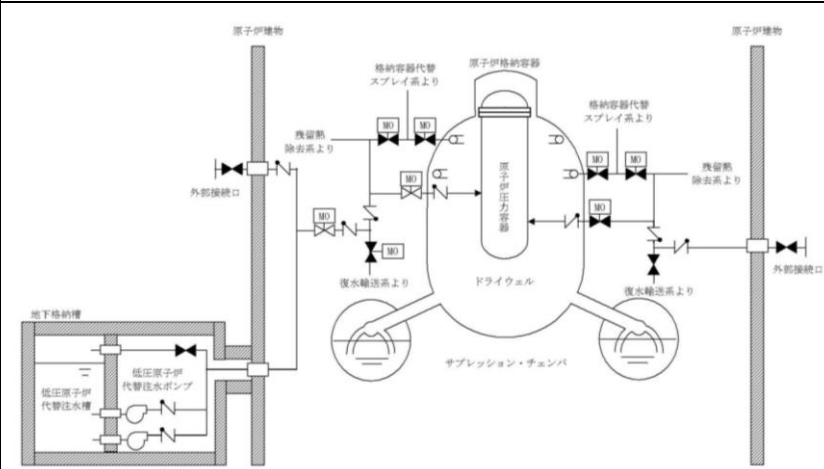 原子炉建物
原子炉建物
格納容器代替
スプレイ系より
原子炉格納容器
格納容器代替
スプレイ系より
MO
MO
残留熱
除去系より
MO
MO
残留熱
除去系より
外部接続口
MO
原子炉圧力容器
MO
MO
MO
外部接続口
復水輸送系より
ドライウェル
復水輸送系より
地下格納槽
サプレッション・チェンバ
低圧原子炉
代替注水ポンプ
低圧原子炉
代替注水槽